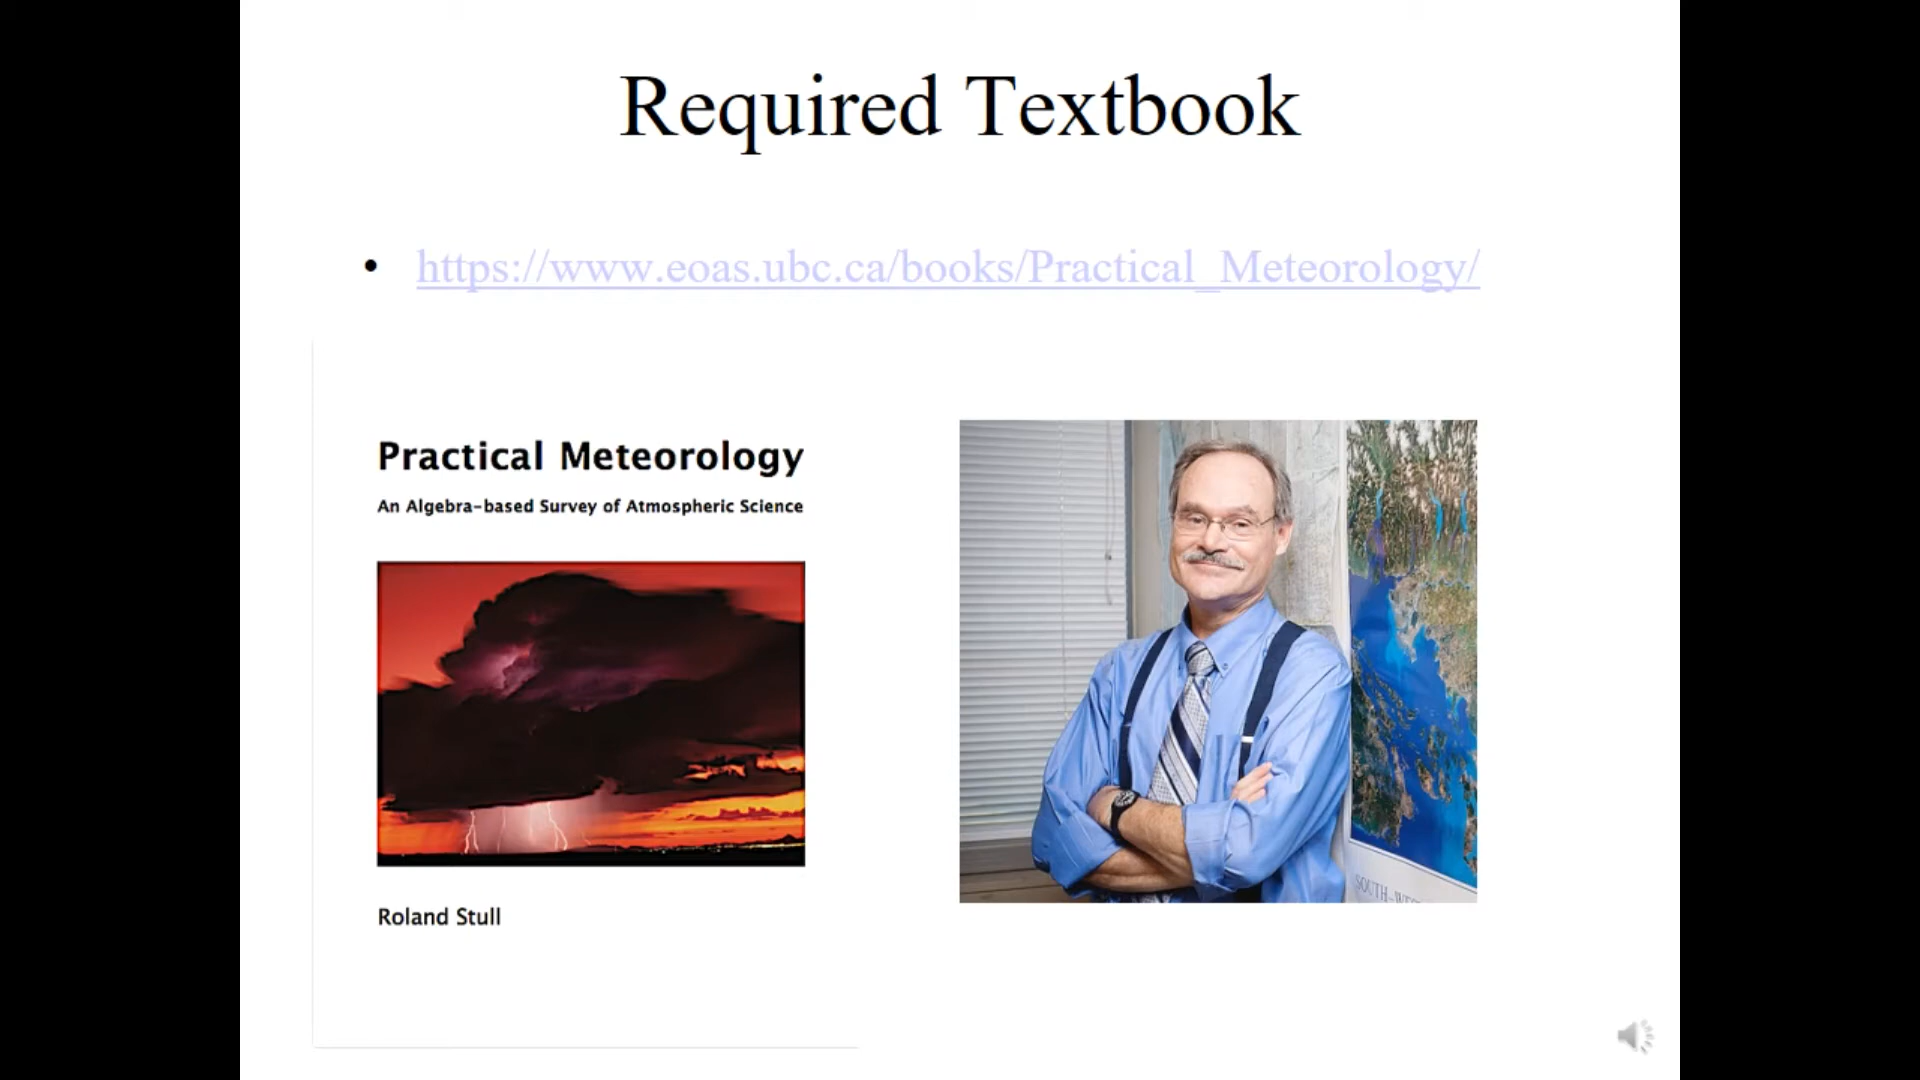 Required Textbook
• https://www.eoas.ubc.ca/books/Practical_Meteorology/
Practical Meteorology
An Algebra-based Survey of Atmospheric Science
Roland Stull